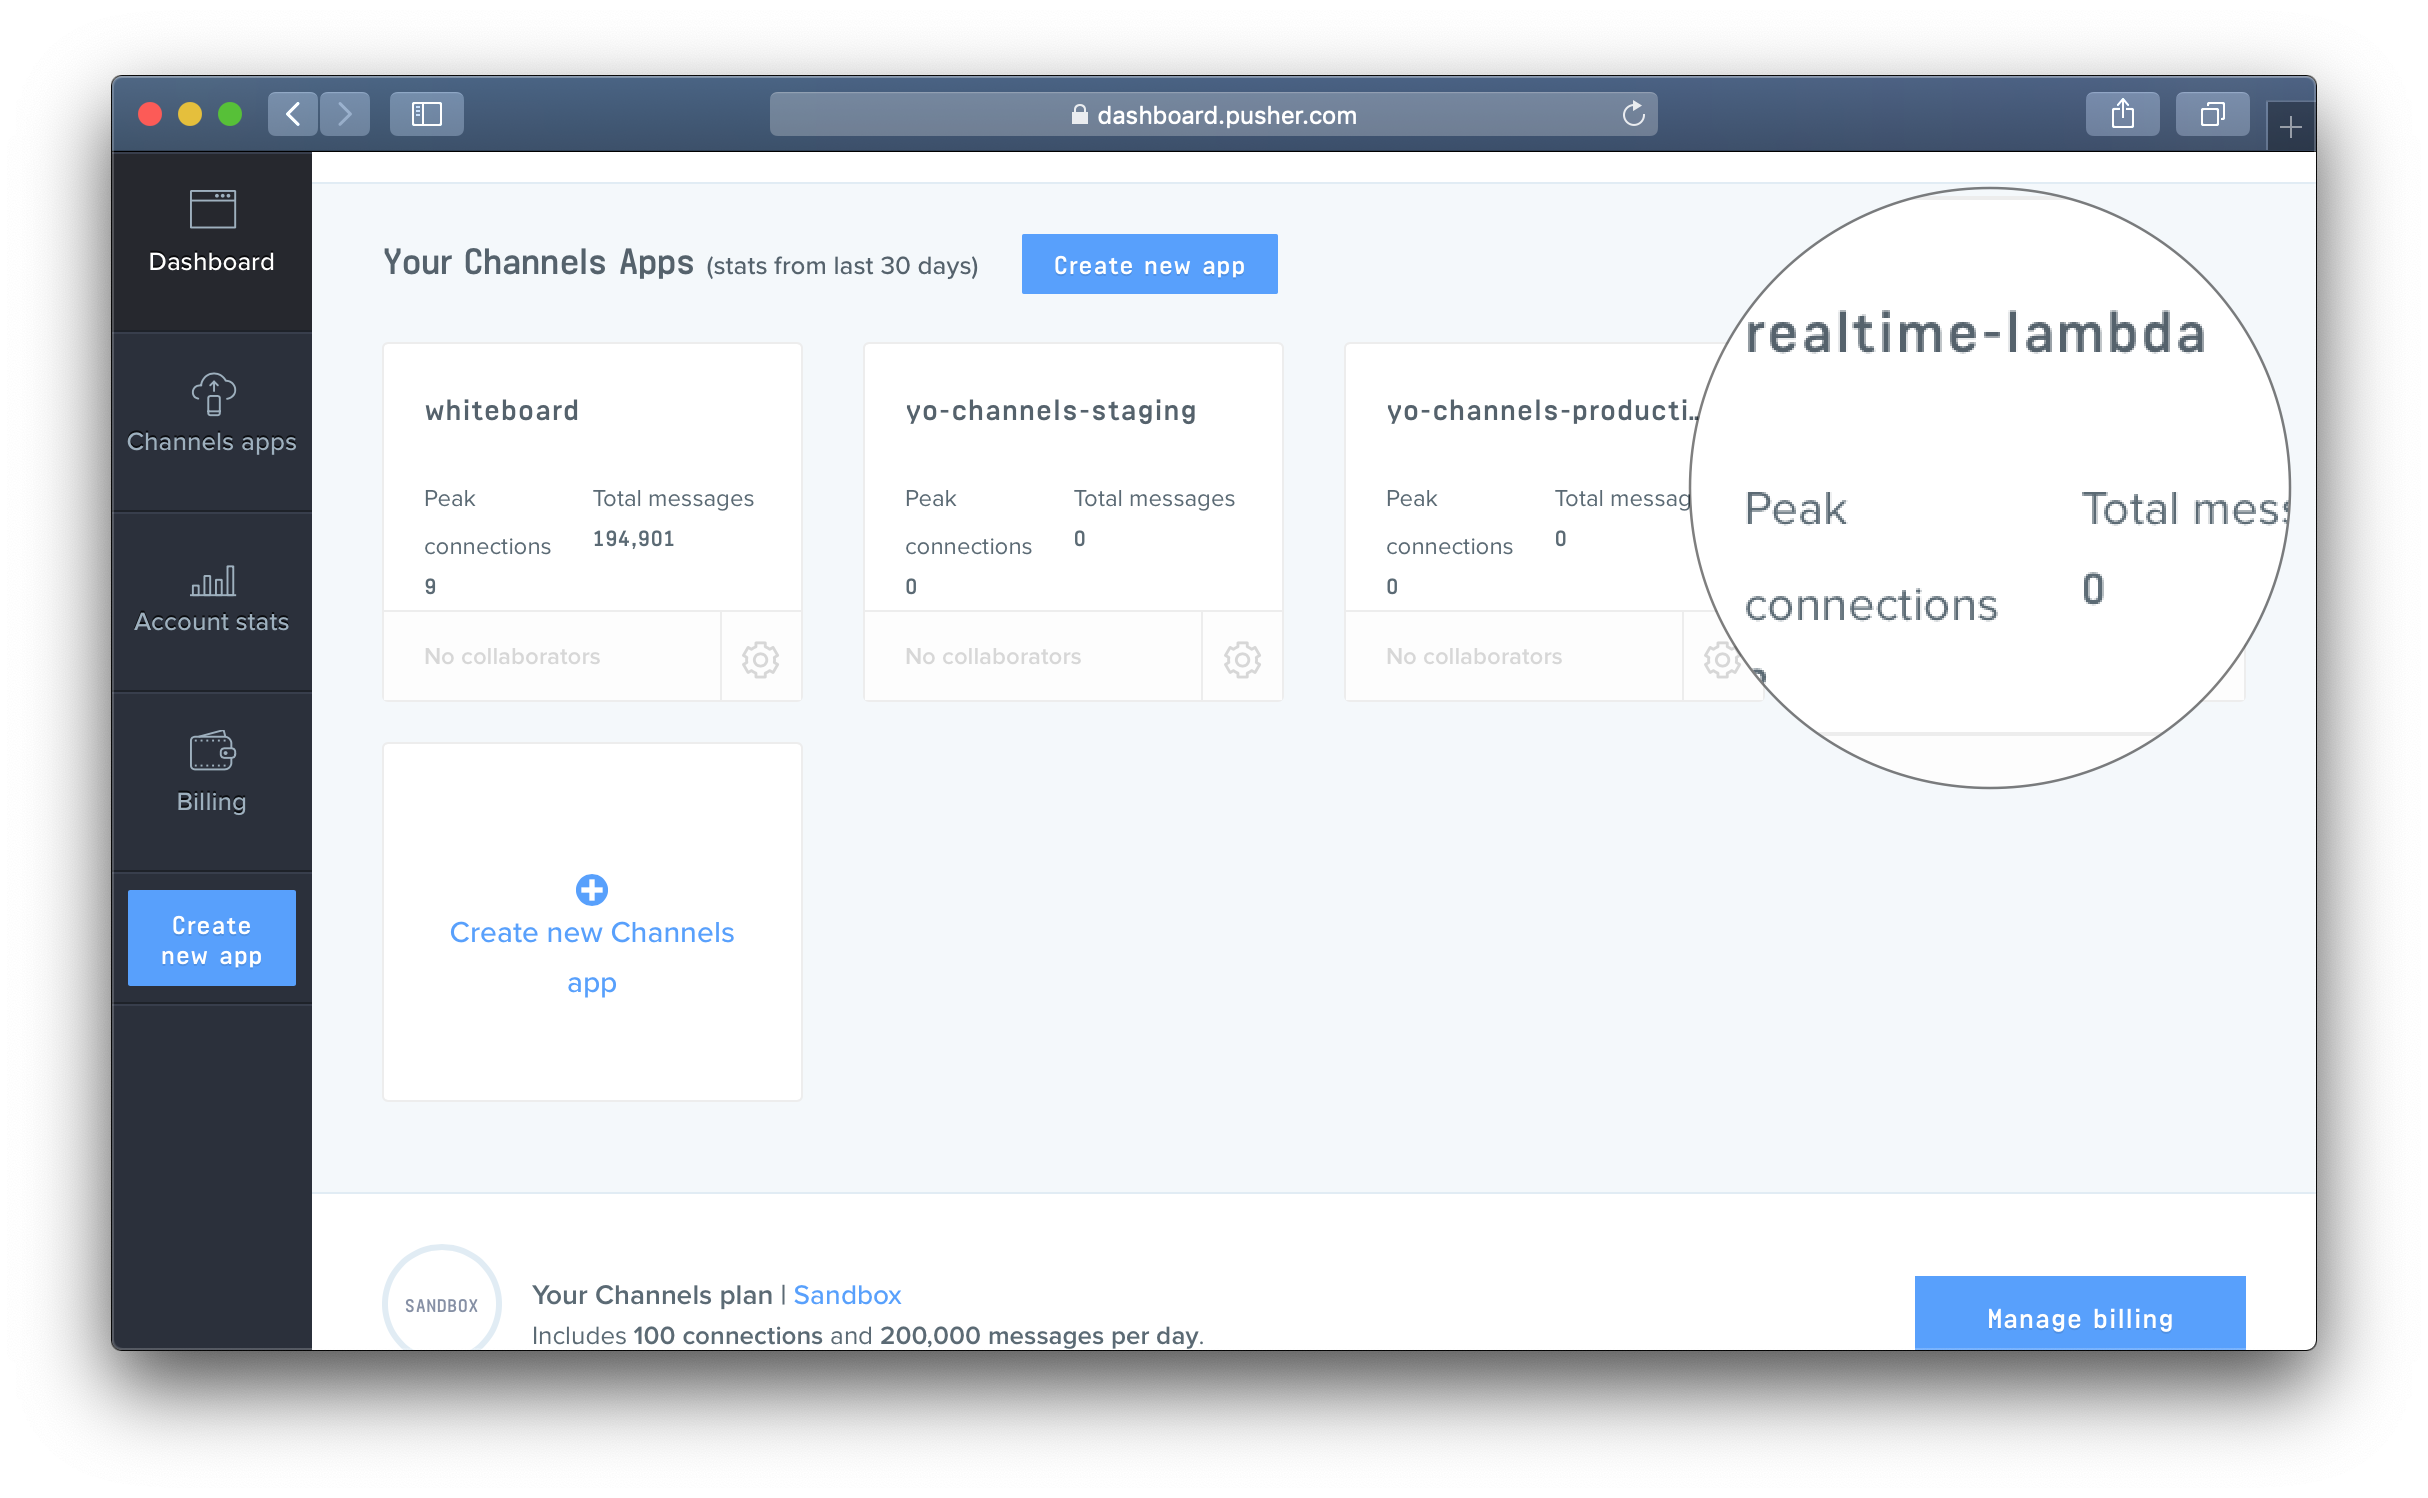 dashboard.pusher.com
Dashboard
Channels apps
Account stats
Billing
Create
new app
Your Channels Apps (stats from last 30 days)
Create new app
whiteboard
Peak
connections
9
Total messages
194,901
No collaborators
yo-channels-staging
Peak
connections
0
Total messages
0
No collaborators
yo-channels-producti…
Peak
connections
0
Total messag
0
No collaborators
realtime-lambda
Peak
connections
Total mess
0
Create new Channels
app
SANDBOX
Your Channels plan | Sandbox
Includes 100 connections and 200,000 messages per day.
Manage billing